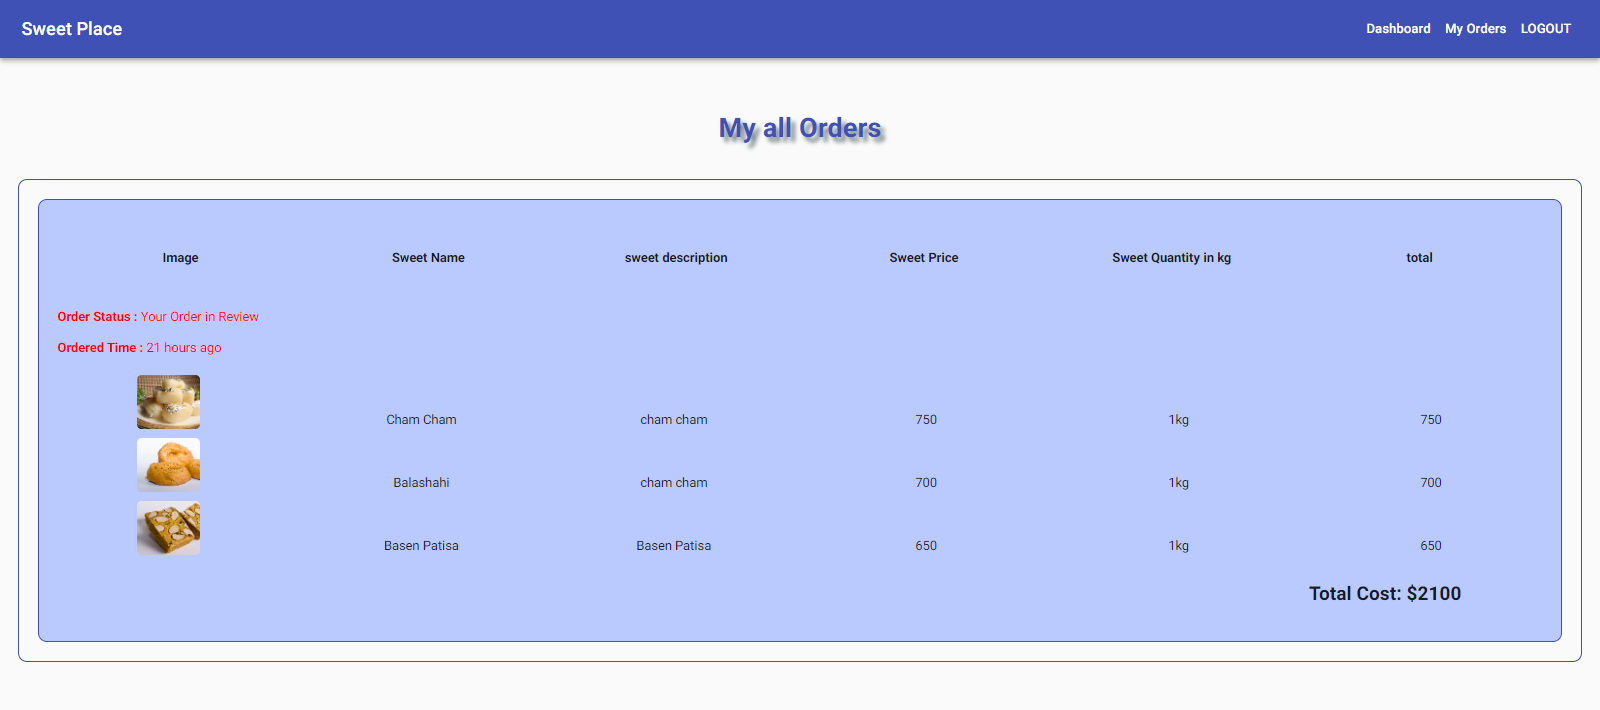 Sweet Place Dashboard My Orders LOGOUT
My all Orders
Image Sweet Name sweet description Sweet Price Sweet Quantity in kg total
Order Status : Your Order in Review
Ordered Time : 21 hours ago
Cham Cham cham cham 750 1kg 750
Balashahi cham cham 700 1kg 700
Basen Patisa Basen Patisa 650 1kg 650
Total Cost: $2100